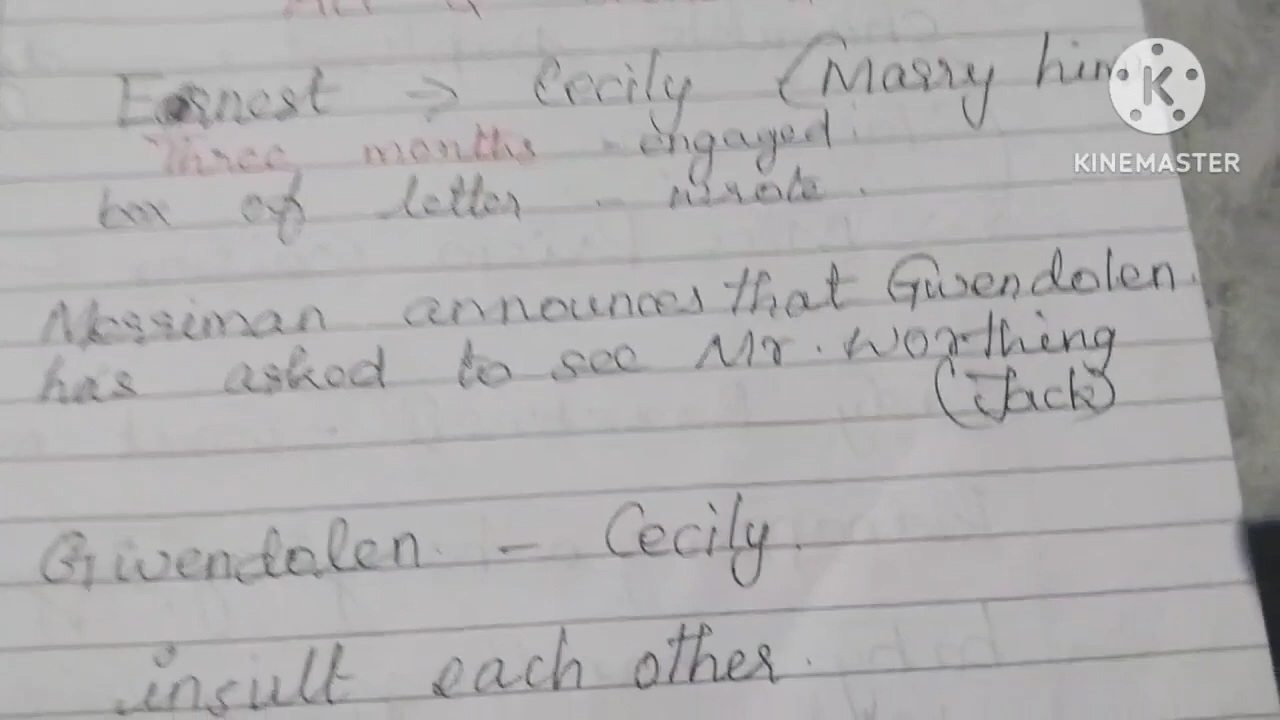 Earnest → Cecily (Marry him
Three months - engaged.
box of letter - wrote.
Merriman announces that Gwendolen
has asked to see Mr. Worthing
(Jack)
Gwendolen. - Cecily.
insult each other.
KINEMASTER